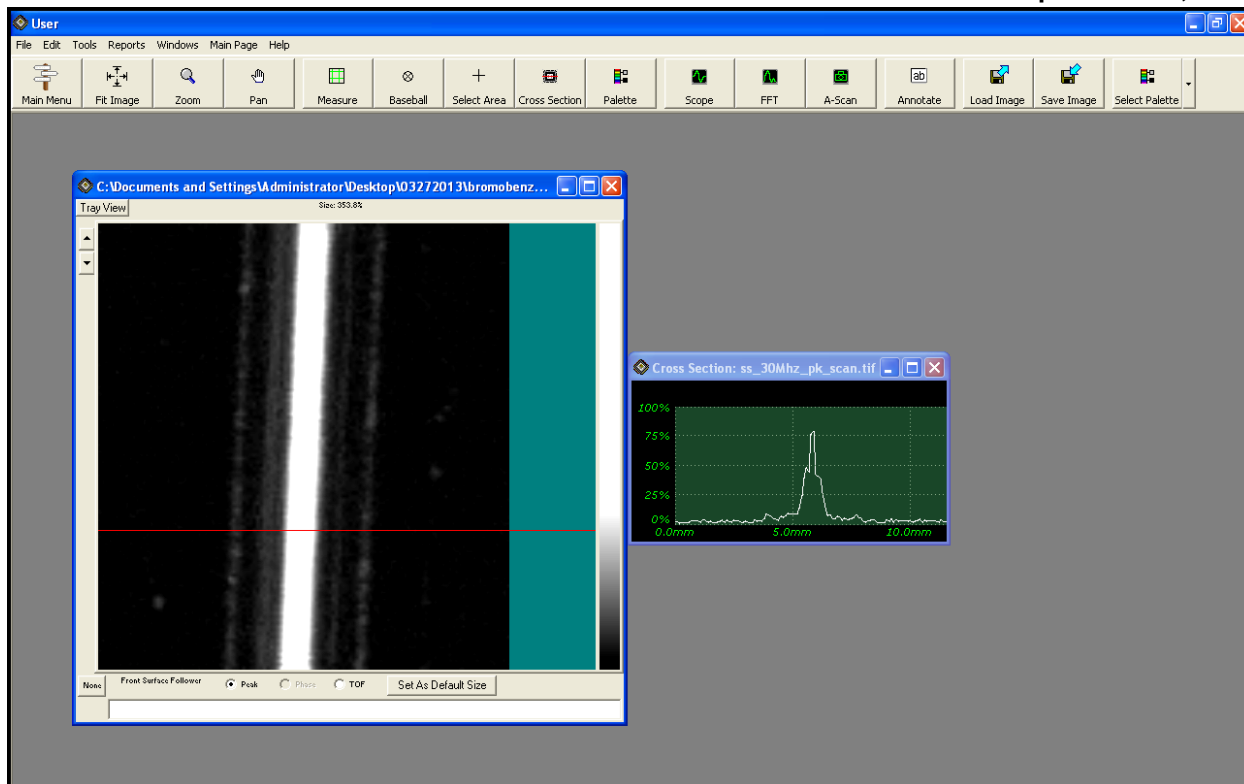 User
File Edit Tools Reports Windows Main Page Help
Main Menu Fit Image Zoom Pan Measure Baseball Select Area Cross Section Palette Scope FFT A-Scan ab Annotate Load Image Save Image Select Palette
C:\Documents and Settings\Administrator\Desktop\03272013\bromobenz...
Tray View Size: 353.8%
Cross Section: ss_30Mhz_pk_scan.tif
100%
75%
50%
25%
0%
0.0mm 5.0mm 10.0mm
None Front Surface Follower Peak Phase TOF Set As Default Size